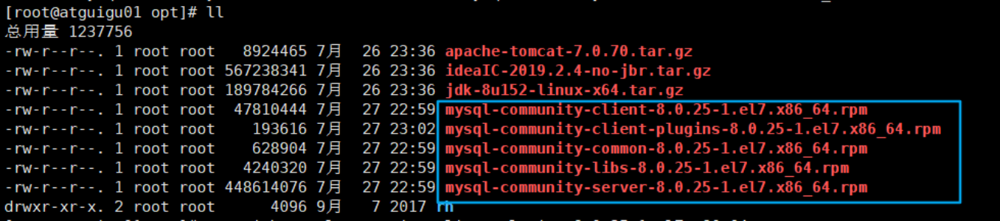 [root@atguigu01 opt]# ll
总用量 1237756
-rw-r--r--. 1 root root   8924465 7月  26 23:36 apache-tomcat-7.0.70.tar.gz
-rw-r--r--. 1 root root 567238341 7月  26 23:36 ideaIC-2019.2.4-no-jbr.tar.gz
-rw-r--r--. 1 root root 189784266 7月  26 23:36 jdk-8u152-linux-x64.tar.gz
-rw-r--r--. 1 root root  47810444 7月  27 22:59 mysql-community-client-8.0.25-1.el7.x86_64.rpm
-rw-r--r--. 1 root root    193616 7月  27 23:02 mysql-community-client-plugins-8.0.25-1.el7.x86_64.rpm
-rw-r--r--. 1 root root    628904 7月  27 22:59 mysql-community-common-8.0.25-1.el7.x86_64.rpm
-rw-r--r--. 1 root root   4240320 7月  27 22:59 mysql-community-libs-8.0.25-1.el7.x86_64.rpm
-rw-r--r--. 1 root root 448614076 7月  27 22:59 mysql-community-server-8.0.25-1.el7.x86_64.rpm
drwxr-xr-x. 2 root root      4096 9月   7 2017 rh